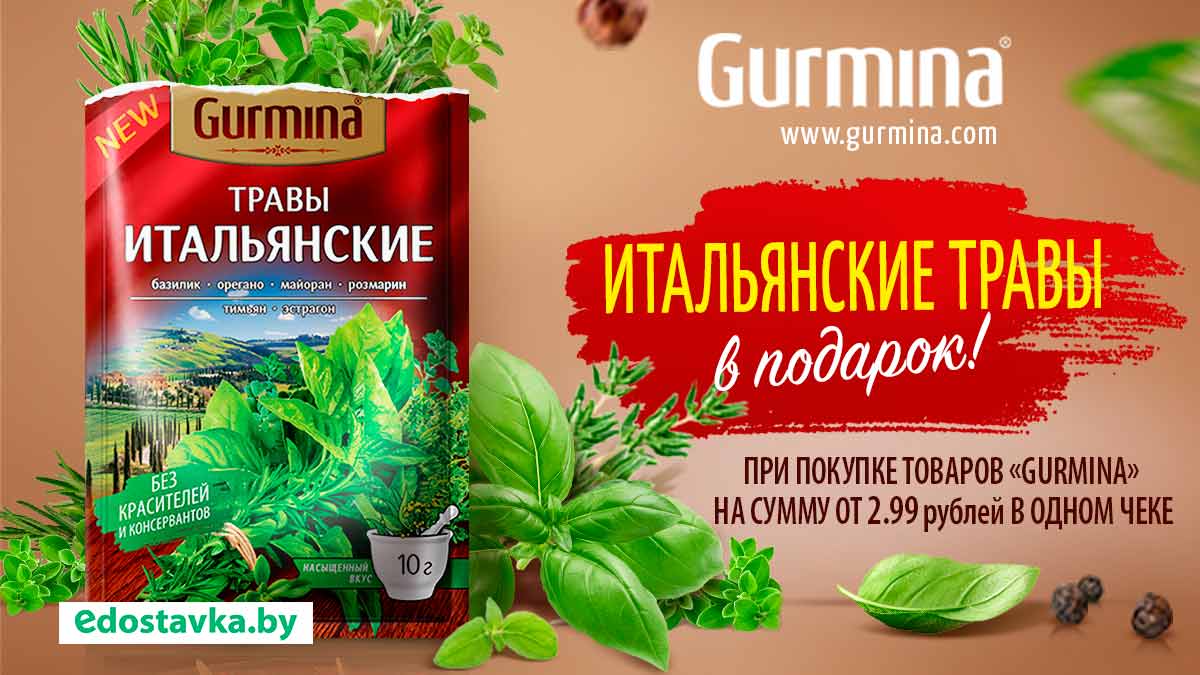 NEW
Gurmina®
ТРАВЫ
ИТАЛЬЯНСКИЕ
базилик • орегано • майоран • розмарин
тимьян • эстрагон
БЕЗ
КРАСИТЕЛЕЙ
И КОНСЕРВАНТОВ
НАСЫЩЕННЫЙ
ВКУС
10 г
edostavka.by
Gurmina®
www.gurmina.com
ИТАЛЬЯНСКИЕ ТРАВЫ
в подарок!
ПРИ ПОКУПКЕ ТОВАРОВ «GURMINA»
НА СУММУ ОТ 2.99 рублей В ОДНОМ ЧЕКЕ